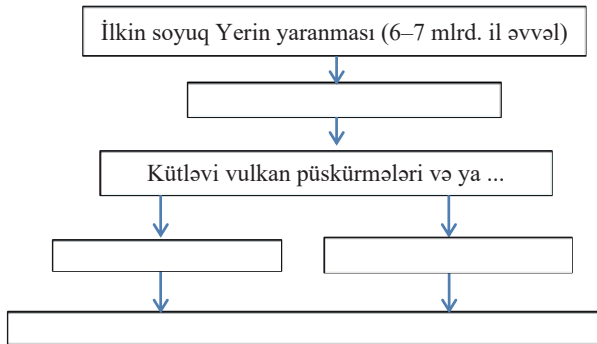 İlkin soyuq Yerin yaranması (6–7 mlrd. il əvvəl)
Kütləvi vulkan püskürmələri və ya ...